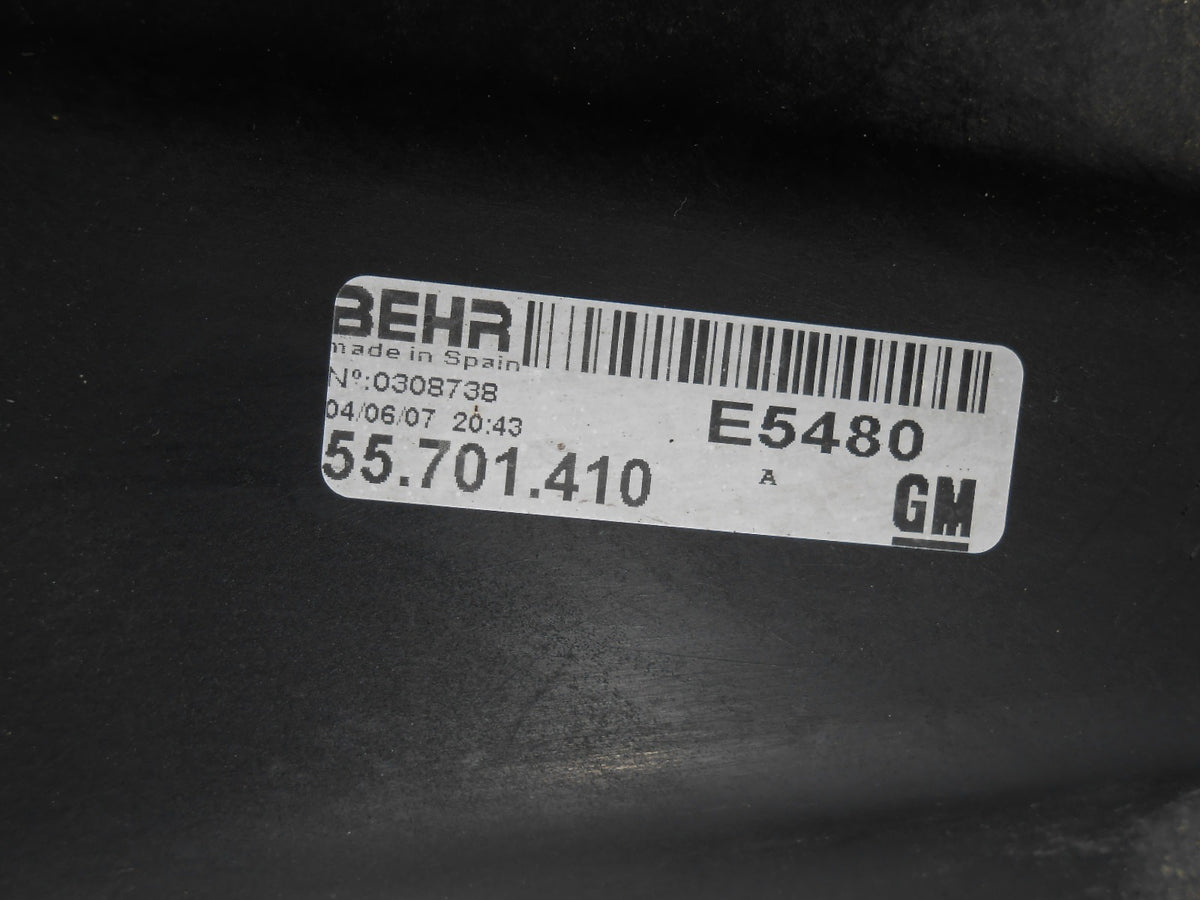 BEHR
made in Spain
Nº:0308738
04/06/07 20:43
E5480
55.701.410
A
GM